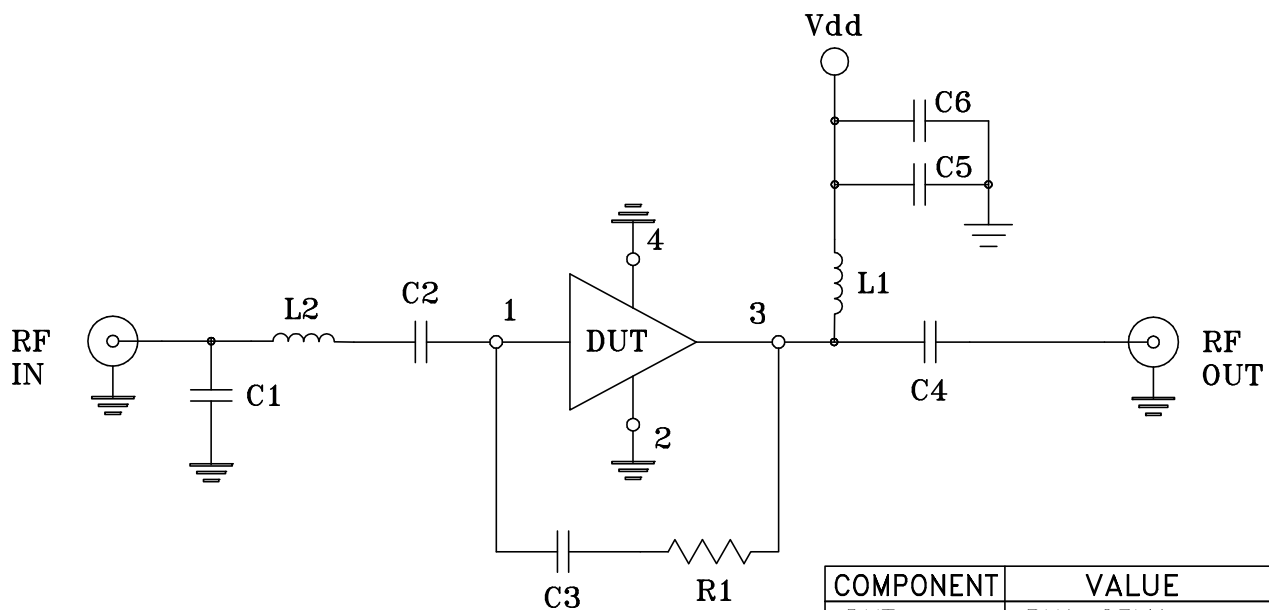 Vdd
C6
C5
4
L1
C2
1
3
L2
RF
IN
DUT
RF
OUT
C1
C4
2
C3
R1
COMPONENT VALUE